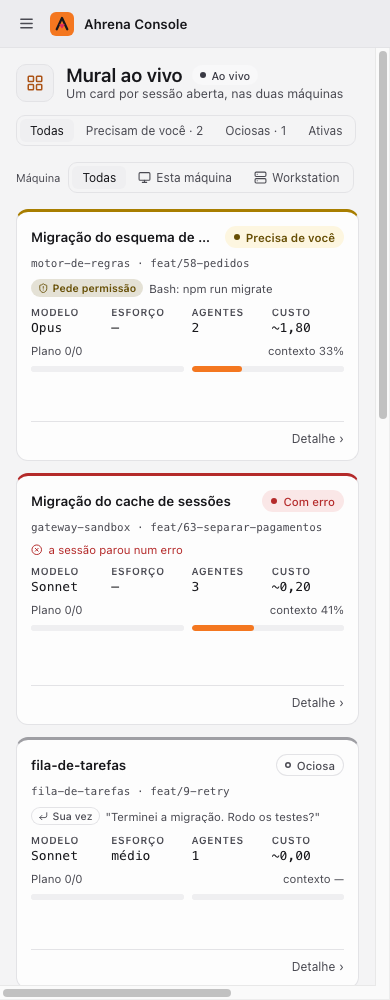 Ahrena Console
Mural ao vivo
Ao vivo
Um card por sessão aberta, nas duas máquinas
Todas
Precisam de você · 2
Ociosas · 1
Ativas
Máquina
Todas
Esta máquina
Workstation
Migração do esquema de ...
Precisa de você
motor-de-regras · feat/58-pedidos
Pede permissão
Bash: npm run migrate
MODELO ESFORÇO AGENTES CUSTO
Opus — 2 ~1,80
Plano 0/0 contexto 33%
Detalhe ›
Migração do cache de sessões
Com erro
gateway-sandbox · feat/63-separar-pagamentos
a sessão parou num erro
MODELO ESFORÇO AGENTES CUSTO
Sonnet — 3 ~0,20
Plano 0/0 contexto 41%
Detalhe ›
fila-de-tarefas
Ociosa
fila-de-tarefas · feat/9-retry
Sua vez
"Terminei a migração. Rodo os testes?"
MODELO ESFORÇO AGENTES CUSTO
Sonnet médio 1 ~0,00
Plano 0/0 contexto —
Detalhe ›